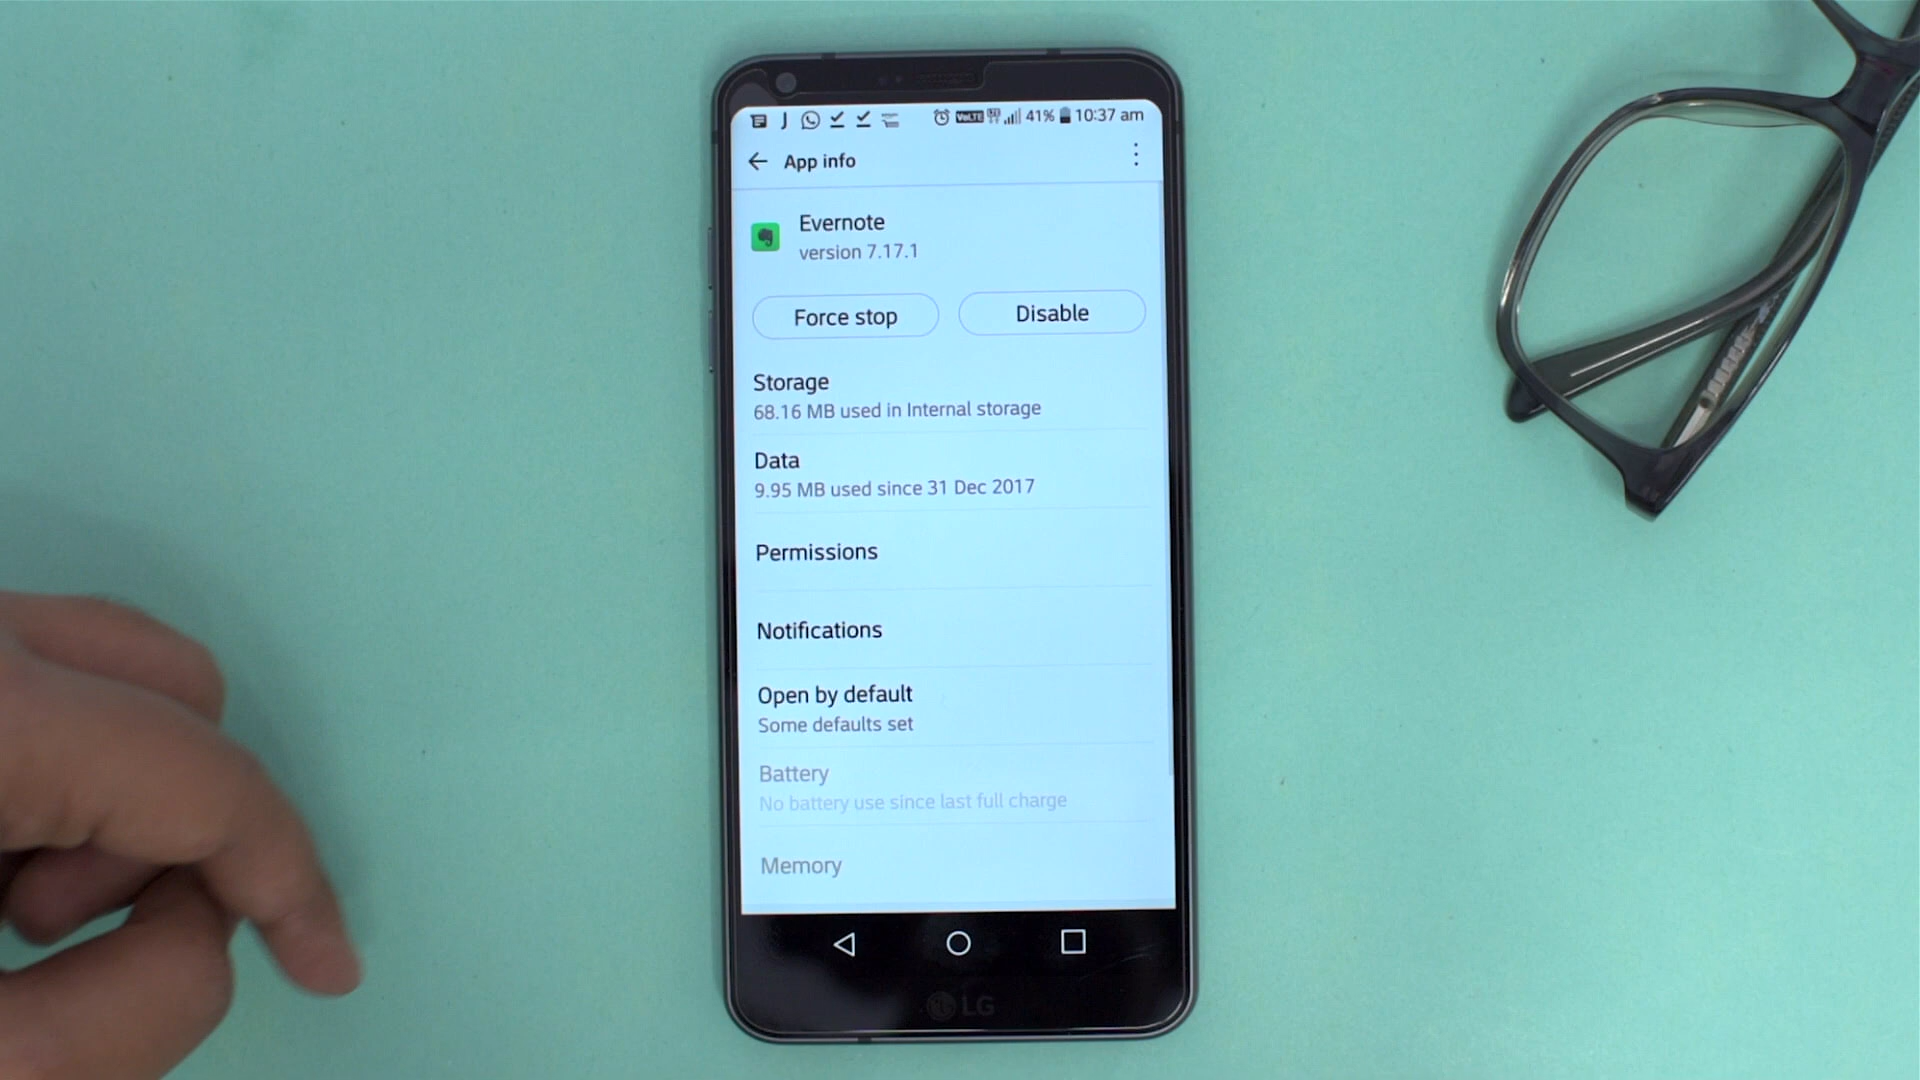 VoLTE 41% 10:37 am
App info
Evernote
version 7.17.1
Force stop
Disable
Storage
68.16 MB used in Internal storage
Data
9.95 MB used since 31 Dec 2017
Permissions
Notifications
Open by default
Some defaults set
Battery
No battery use since last full charge
Memory
LG